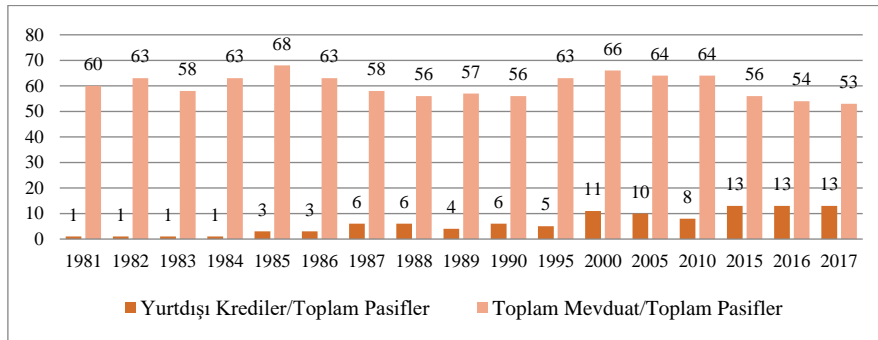 80
70
60
50
40
30
20
10
0
60 63 58 63 68 63 58 56 57 56 63 66 64 64 56 54 53
1 1 1 1 3 3 6 6 4 6 5 11 10 8 13 13 13
1981 1982 1983 1984 1985 1986 1987 1988 1989 1990 1995 2000 2005 2010 2015 2016 2017
Yurtdışı Krediler/Toplam Pasifler Toplam Mevduat/Toplam Pasifler